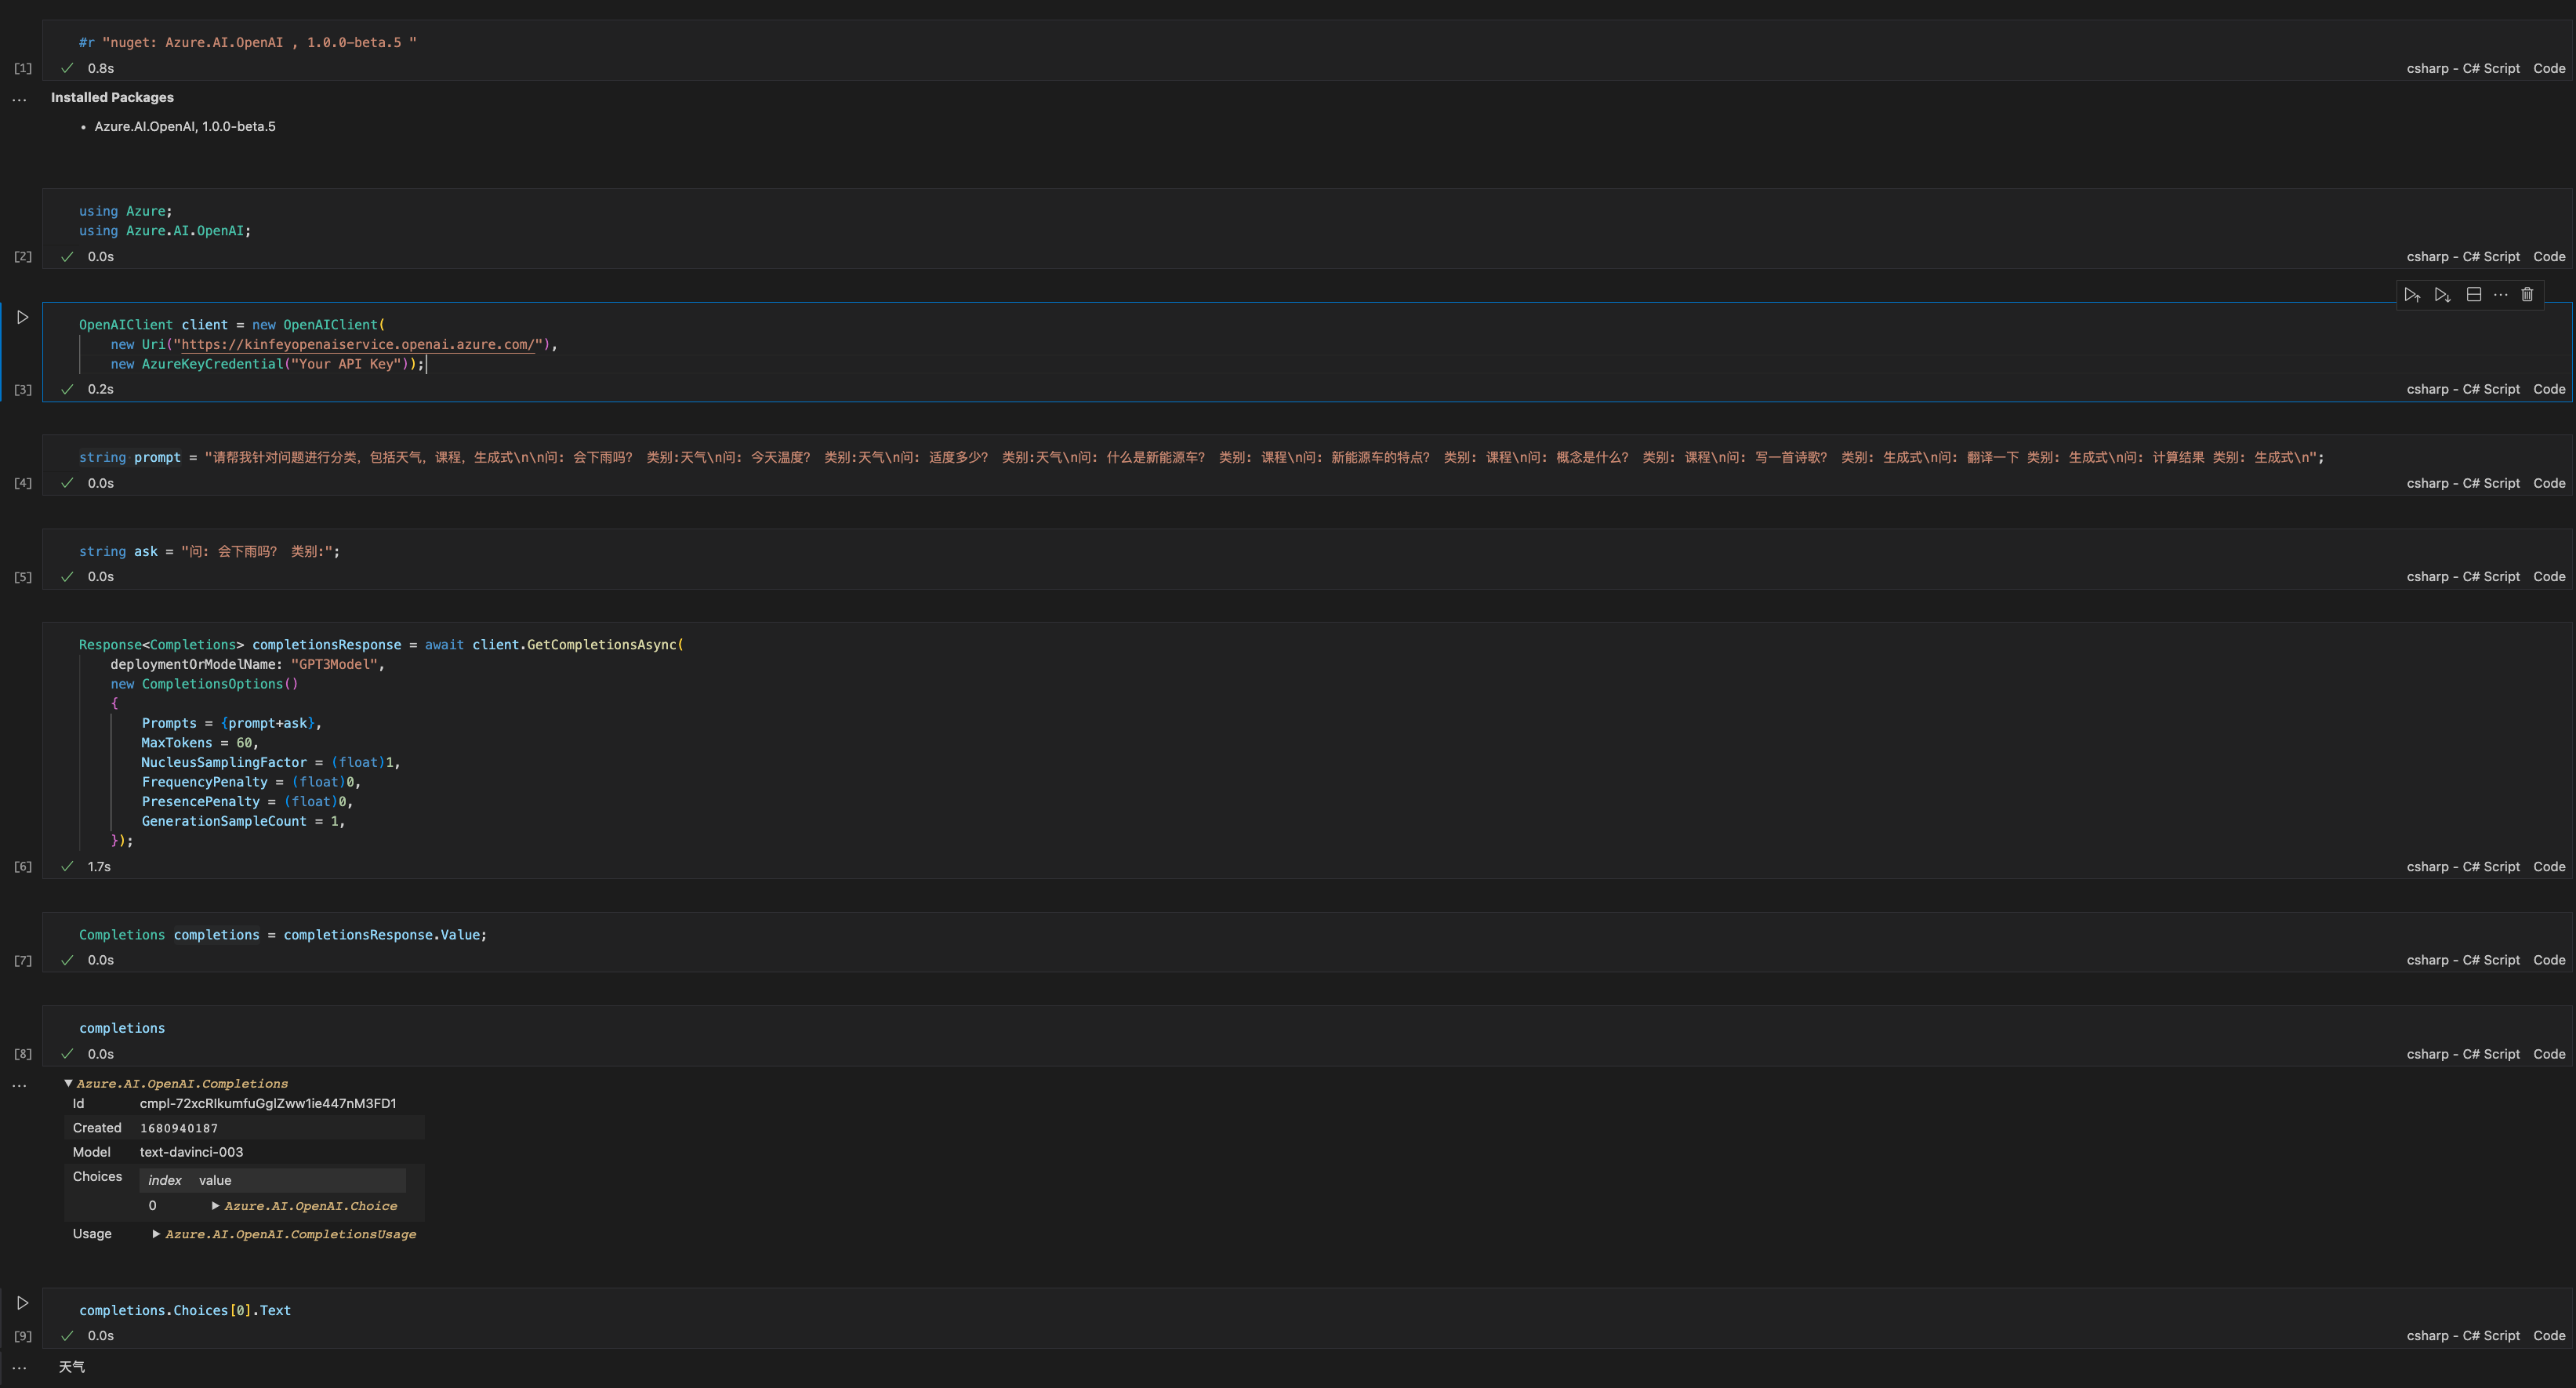 #r "nuget: Azure.AI.OpenAI , 1.0.0-beta.5 "
[1] 0.8s csharp - C# Script Code
Installed Packages
• Azure.AI.OpenAI, 1.0.0-beta.5
using Azure;
using Azure.AI.OpenAI;
[2] 0.0s csharp - C# Script Code
OpenAIClient client = new OpenAIClient(
new Uri("https://kinfeyopenaiservice.openai.azure.com/"),
new AzureKeyCredential("Your API Key"));
[3] 0.2s csharp - C# Script Code
string prompt = "请帮我针对问题进行分类，包括天气，课程，生成式\n\n问: 会下雨吗? 类别:天气\n问: 今天温度? 类别:天气\n问: 适度多少? 类别:天气\n问: 什么是新能源车? 类别: 课程\n问: 新能源车的特点? 类别: 课程\n问: 概念是什么? 类别: 课程\n问: 写一首诗歌? 类别: 生成式\n问: 翻译一下 类别: 生成式\n问: 计算结果 类别: 生成式\n";
[4] 0.0s csharp - C# Script Code
string ask = "问: 会下雨吗? 类别:";
[5] 0.0s csharp - C# Script Code
Response<Completions> completionsResponse = await client.GetCompletionsAsync(
deploymentOrModelName: "GPT3Model",
new CompletionsOptions()
{
Prompts = {prompt+ask},
MaxTokens = 60,
NucleusSamplingFactor = (float)1,
FrequencyPenalty = (float)0,
PresencePenalty = (float)0,
GenerationSampleCount = 1,
});
[6] 1.7s csharp - C# Script Code
Completions completions = completionsResponse.Value;
[7] 0.0s csharp - C# Script Code
completions
[8] 0.0s csharp - C# Script Code
Azure.AI.OpenAI.Completions
Id cmpl-72xcRlkumfuGglZww1ie447nM3FD1
Created 1680940187
Model text-davinci-003
Choices index value
0 Azure.AI.OpenAI.Choice
Usage Azure.AI.OpenAI.CompletionsUsage
completions.Choices[0].Text
[9] 0.0s csharp - C# Script Code
天气